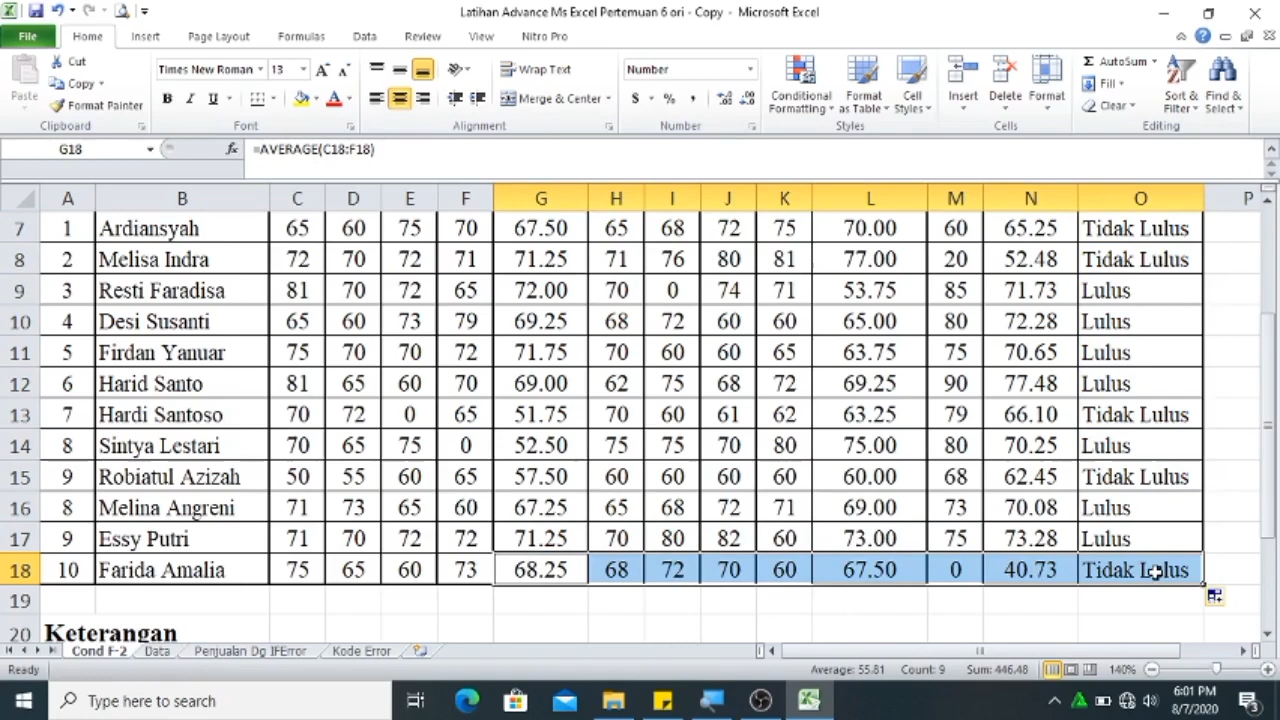 Latihan Advance Ms Excel Pertemuan 6 ori - Copy - Microsoft Excel
File Home Insert Page Layout Formulas Data Review View Nitro Pro
Paste Cut Copy Format Painter Clipboard
Times New Roman 13 A A B I U A Font
Wrap Text Merge & Center Alignment
Number $ % , Number
Conditional Formatting Format as Table Cell Styles Styles
Insert Delete Format Cells
Σ AutoSum Fill Clear Sort & Filter Find & Select Editing
G18 fx =AVERAGE(C18:F18)
A B C D E F G H I J K L M N O P
7 1 Ardiansyah 65 60 75 70 67.50 65 68 72 75 70.00 60 65.25 Tidak Lulus
8 2 Melisa Indra 72 70 72 71 71.25 71 76 80 81 77.00 20 52.48 Tidak Lulus
9 3 Resti Faradisa 81 70 72 65 72.00 70 0 74 71 53.75 85 71.73 Lulus
10 4 Desi Susanti 65 60 73 79 69.25 68 72 60 60 65.00 80 72.28 Lulus
11 5 Firdan Yanuar 75 70 70 72 71.75 70 60 60 65 63.75 75 70.65 Lulus
12 6 Harid Santo 81 65 60 70 69.00 62 75 68 72 69.25 90 77.48 Lulus
13 7 Hardi Santoso 70 72 0 65 51.75 70 60 61 62 63.25 79 66.10 Tidak Lulus
14 8 Sintya Lestari 70 65 75 0 52.50 75 75 70 80 75.00 80 70.25 Lulus
15 9 Robiatul Azizah 50 55 60 65 57.50 60 60 60 60 60.00 68 62.45 Tidak Lulus
16 8 Melina Angreni 71 73 65 60 67.25 65 68 72 71 69.00 73 70.08 Lulus
17 9 Essy Putri 71 70 72 72 71.25 70 80 82 60 73.00 75 73.28 Lulus
18 10 Farida Amalia 75 65 60 73 68.25 68 72 70 60 67.50 0 40.73 Tidak Lulus
19
20 Keterangan
Cond F-2 Data Penjualan Dg IFError Kode Error
Ready Average: 55.81 Count: 9 Sum: 446.48 140%
Type here to search 6:01 PM
8/7/2020 3